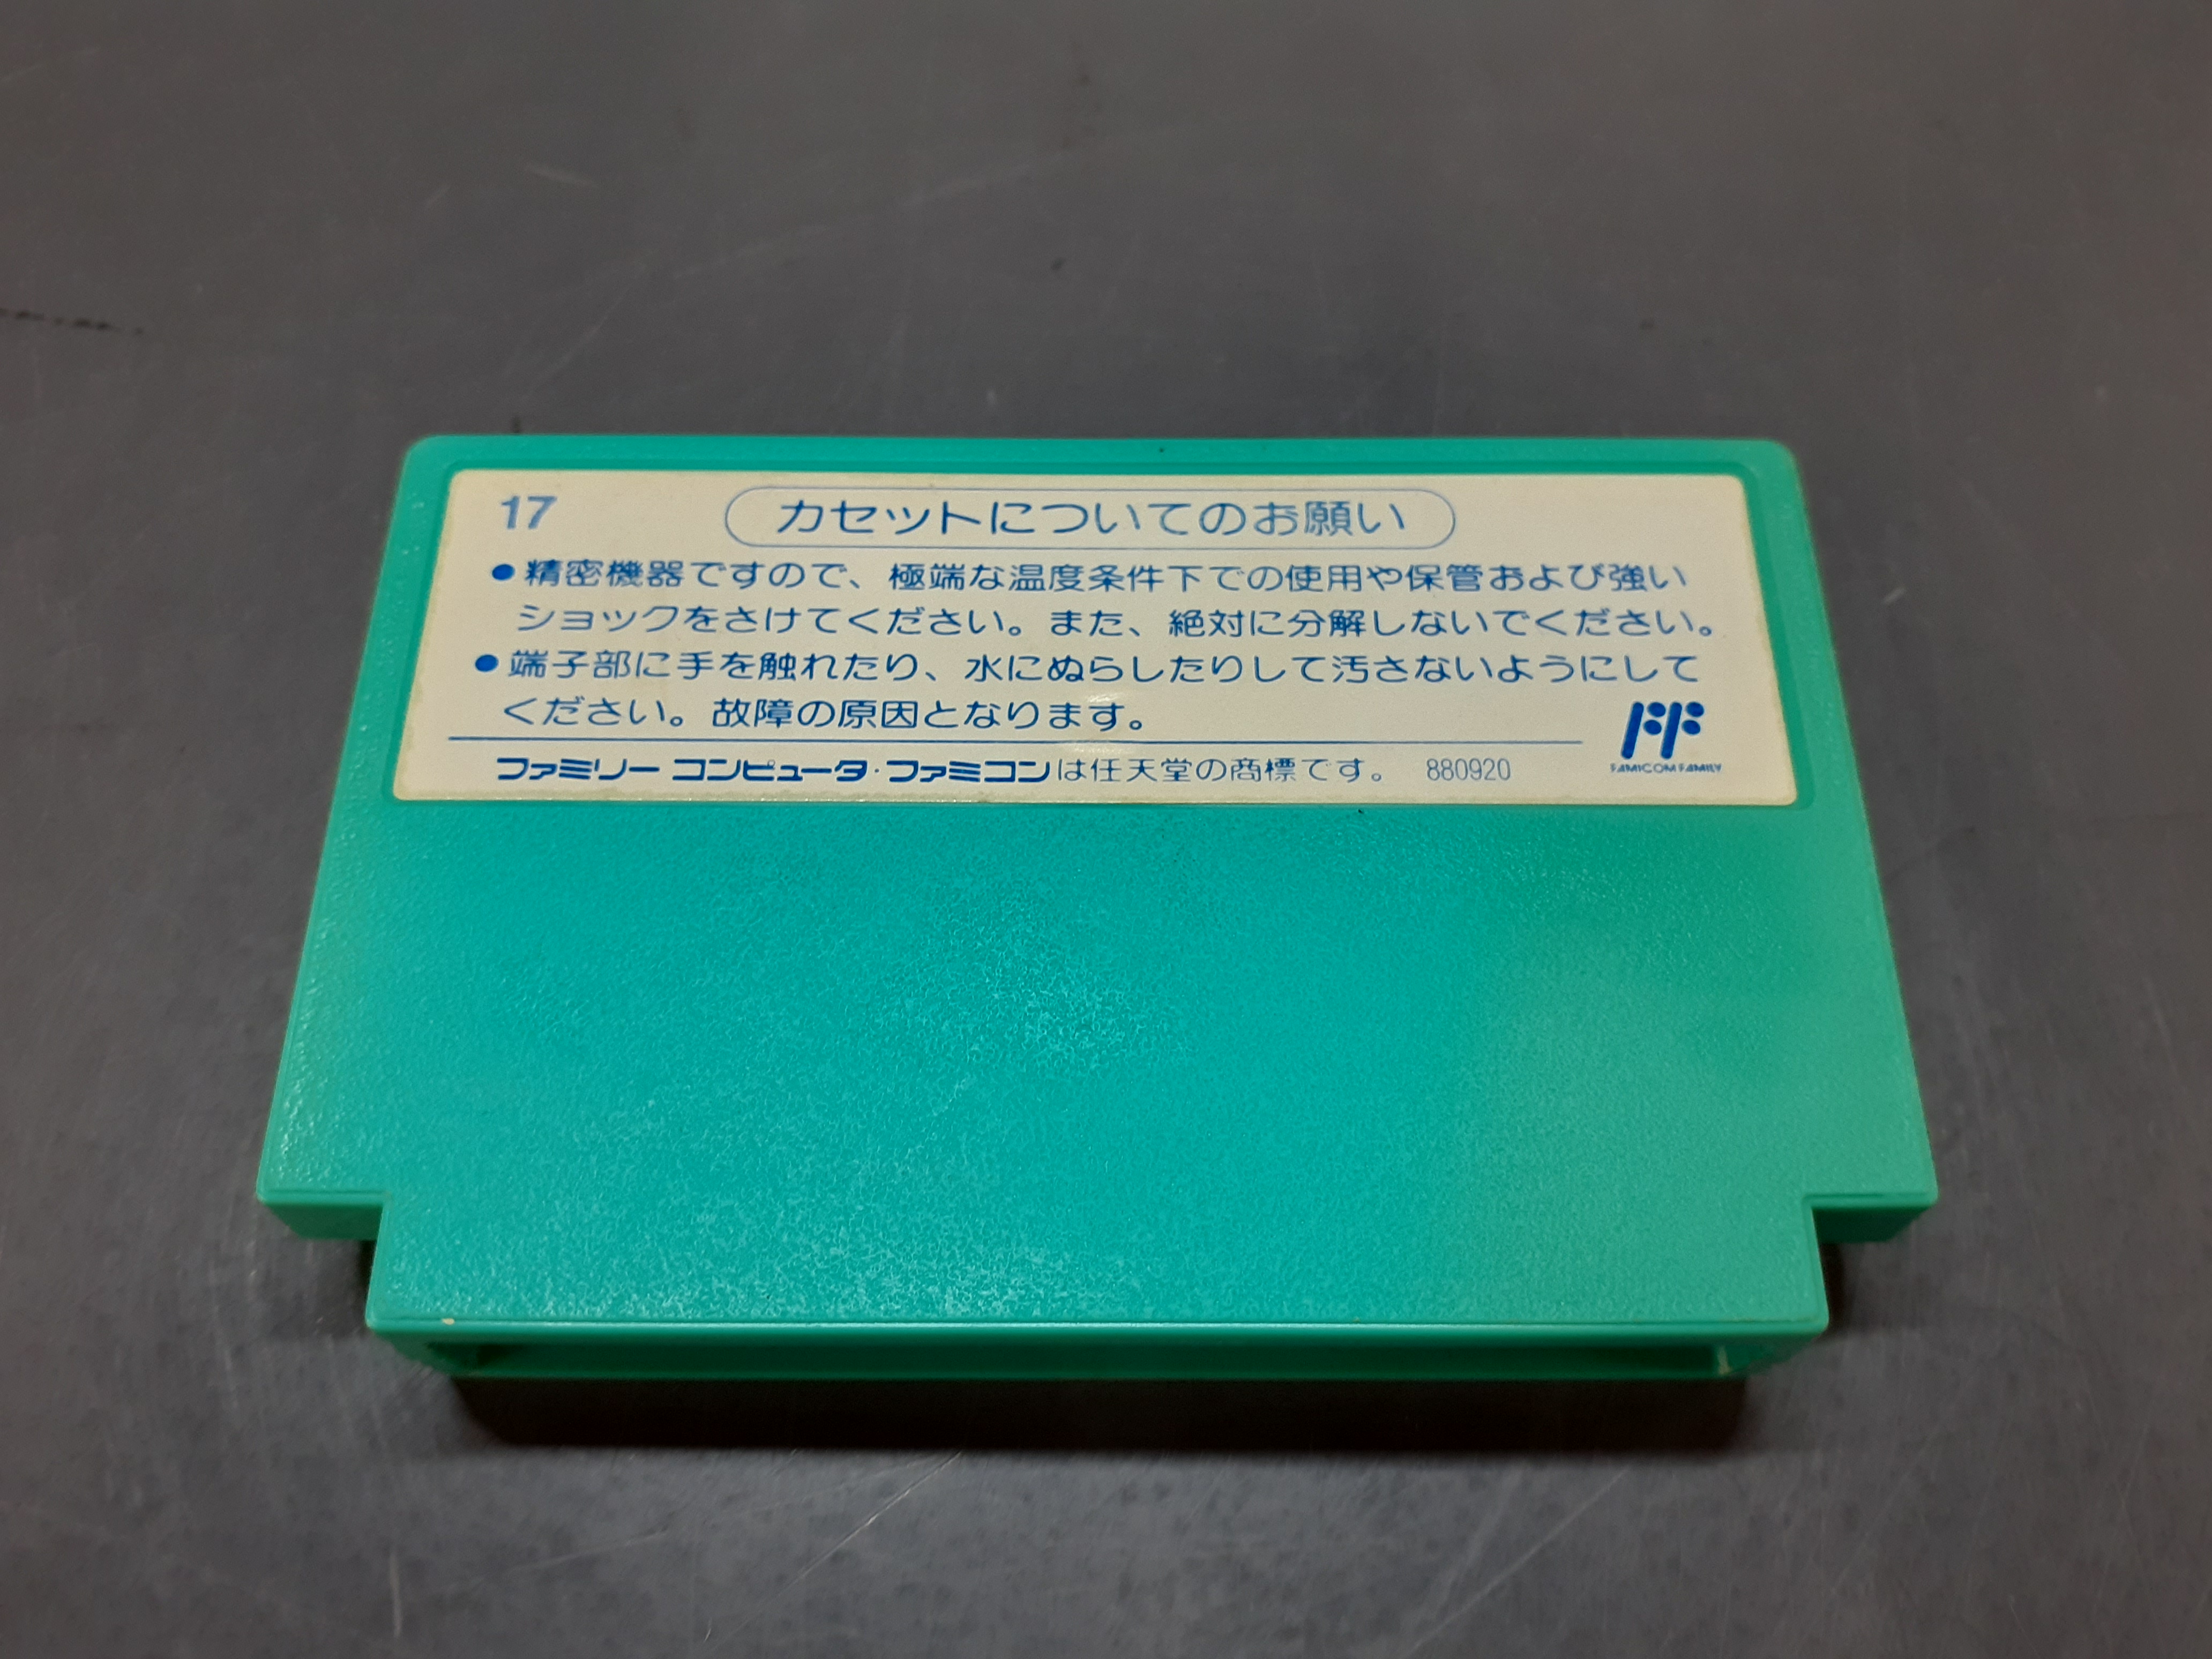 17
カセットについてのお願い
●精密機器ですので、極端な温度条件下での使用や保管および強い
ショックをさけてください。また、絶対に分解しないでください。
●端子部に手を触れたり、水にぬらしたりして汚さないようにして
ください。故障の原因となります。
ファミリー コンピュータ・ファミコンは任天堂の商標です。 880920
FF
FAMICOM FAMILY